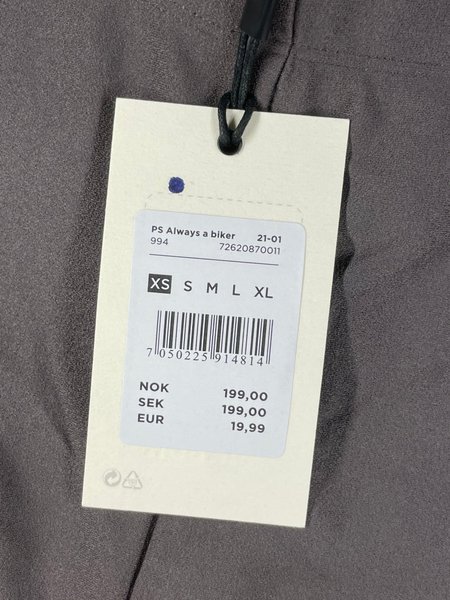 PS Always a biker 21-01
994 72620870011
XS S M L XL
7 050225 914814
NOK 199,00
SEK 199,00
EUR 19,99